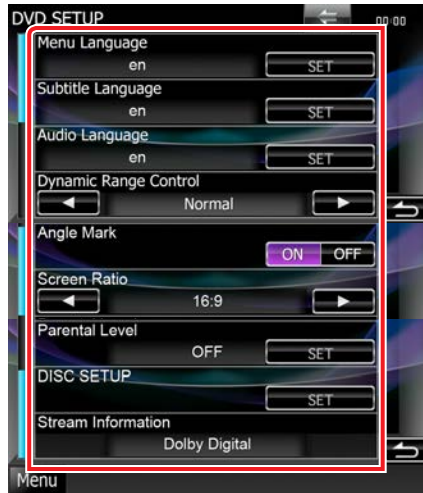 DVD SETUP 00:00
Menu Language
en SET
Subtitle Language
en SET
Audio Language
en SET
Dynamic Range Control
Normal
Angle Mark
ON OFF
Screen Ratio
16:9
Parental Level
OFF SET
DISC SETUP
SET
Stream Information
Dolby Digital
Menu